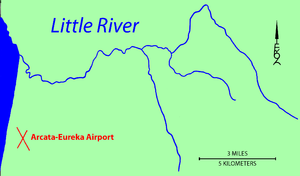 Little River
Arcata-Eureka Airport
3 MILES
5 KILOMETERS